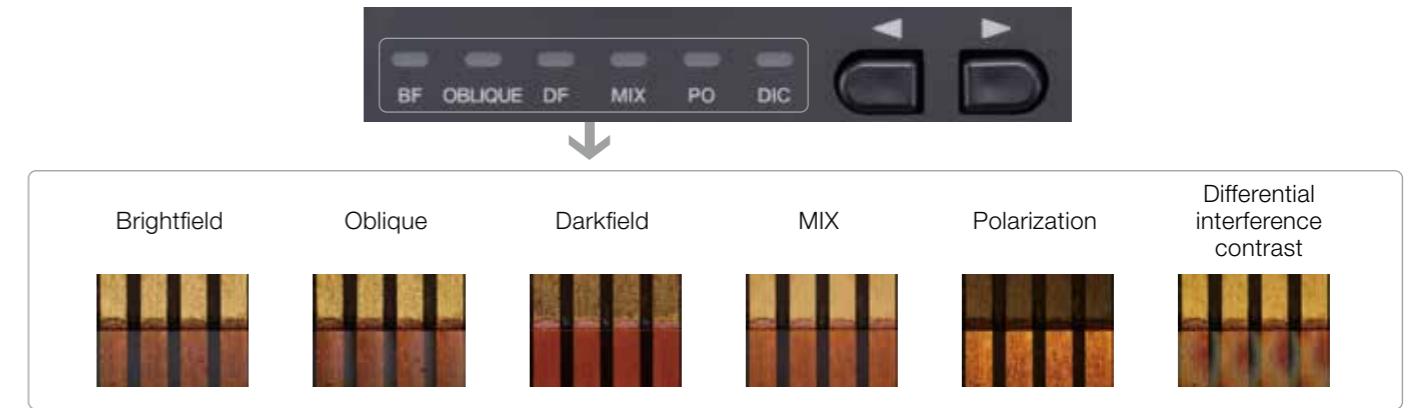 BF OBLIQUE DF MIX PO DIC
Brightfield Oblique Darkfield MIX Polarization Differential
interference
contrast